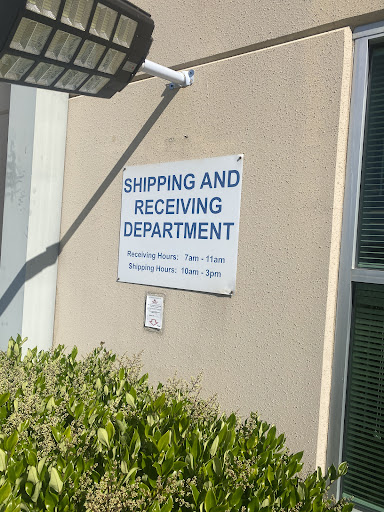 SHIPPING AND
RECEIVING
DEPARTMENT
Receiving Hours: 7am - 11am
Shipping Hours: 10am - 3pm